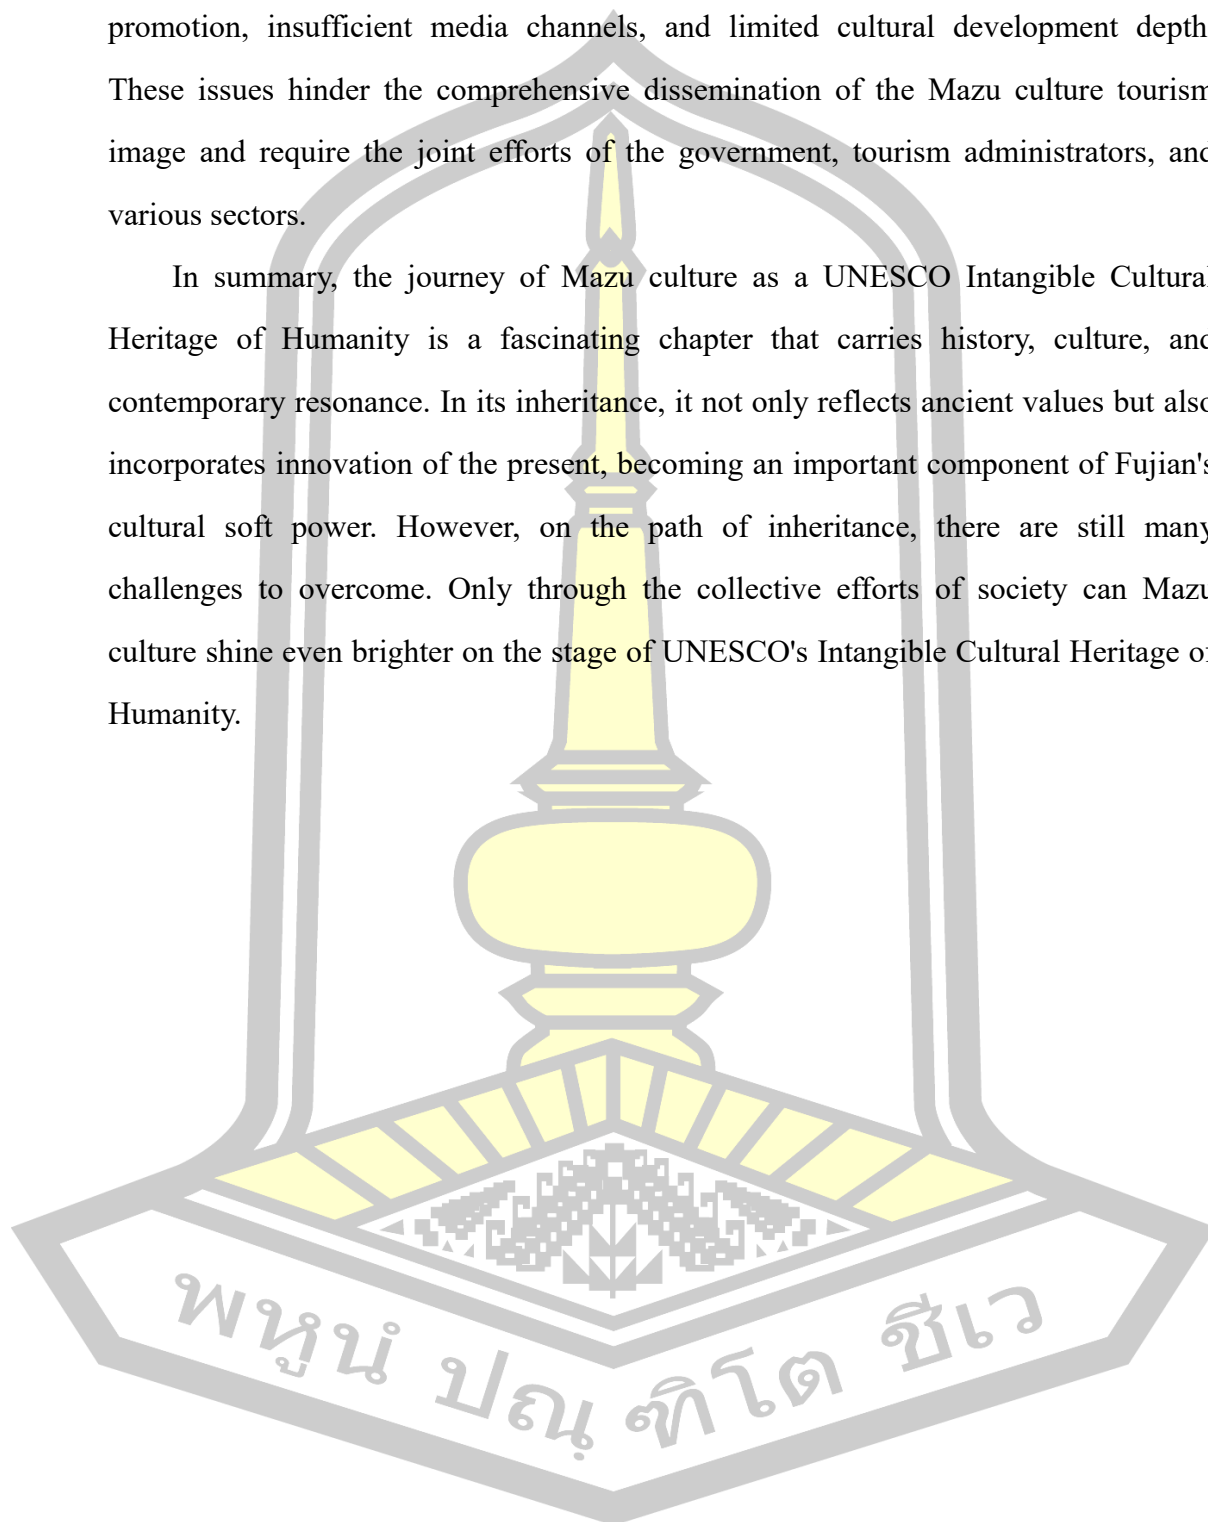 promotion, insufficient media channels, and limited cultural development depth.
These issues hinder the comprehensive dissemination of the Mazu culture tourism
image and require the joint efforts of the government, tourism administrators, and
various sectors.
In summary, the journey of Mazu culture as a UNESCO Intangible Cultural
Heritage of Humanity is a fascinating chapter that carries history, culture, and
contemporary resonance. In its inheritance, it not only reflects ancient values but also
incorporates innovation of the present, becoming an important component of Fujian's
cultural soft power. However, on the path of inheritance, there are still many
challenges to overcome. Only through the collective efforts of society can Mazu
culture shine even brighter on the stage of UNESCO's Intangible Cultural Heritage of
Humanity.
พหูนํ ปณฺฑิโต ชีเว